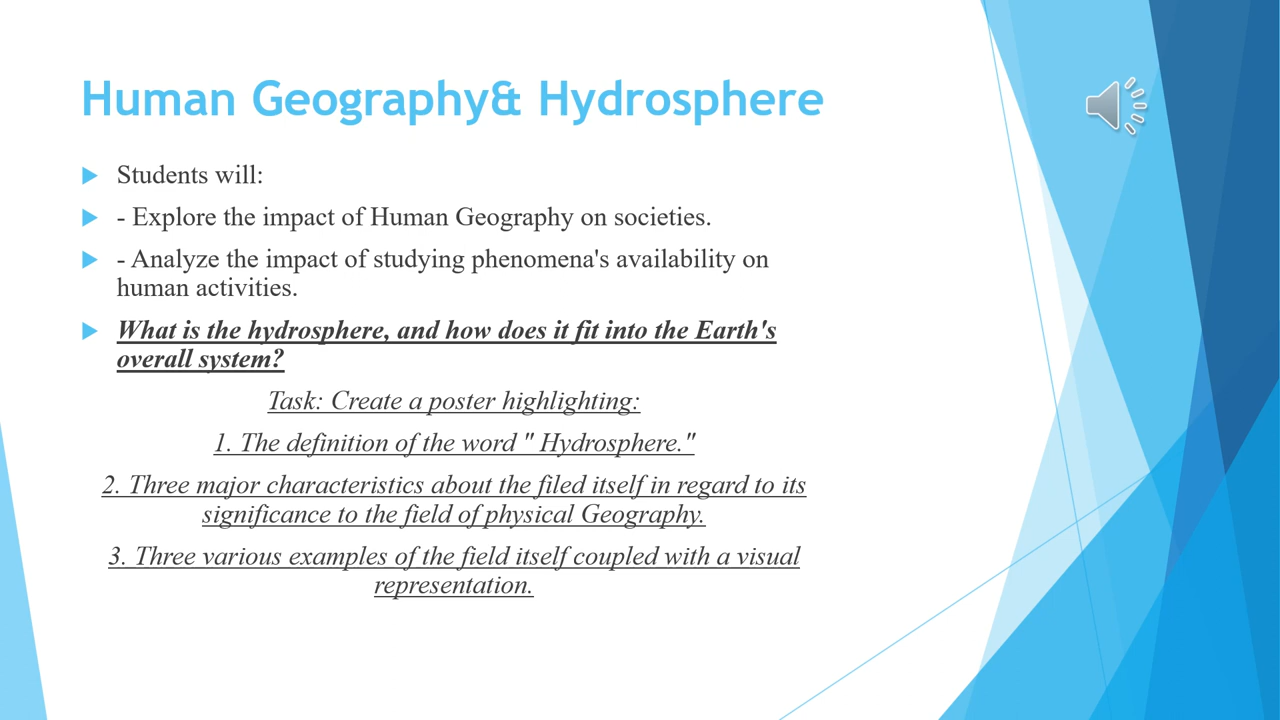 Human Geography& Hydrosphere
Students will:
- Explore the impact of Human Geography on societies.
- Analyze the impact of studying phenomena's availability on
human activities.
What is the hydrosphere, and how does it fit into the Earth's
overall system?
Task: Create a poster highlighting:
1. The definition of the word " Hydrosphere."
2. Three major characteristics about the filed itself in regard to its
significance to the field of physical Geography.
3. Three various examples of the field itself coupled with a visual
representation.